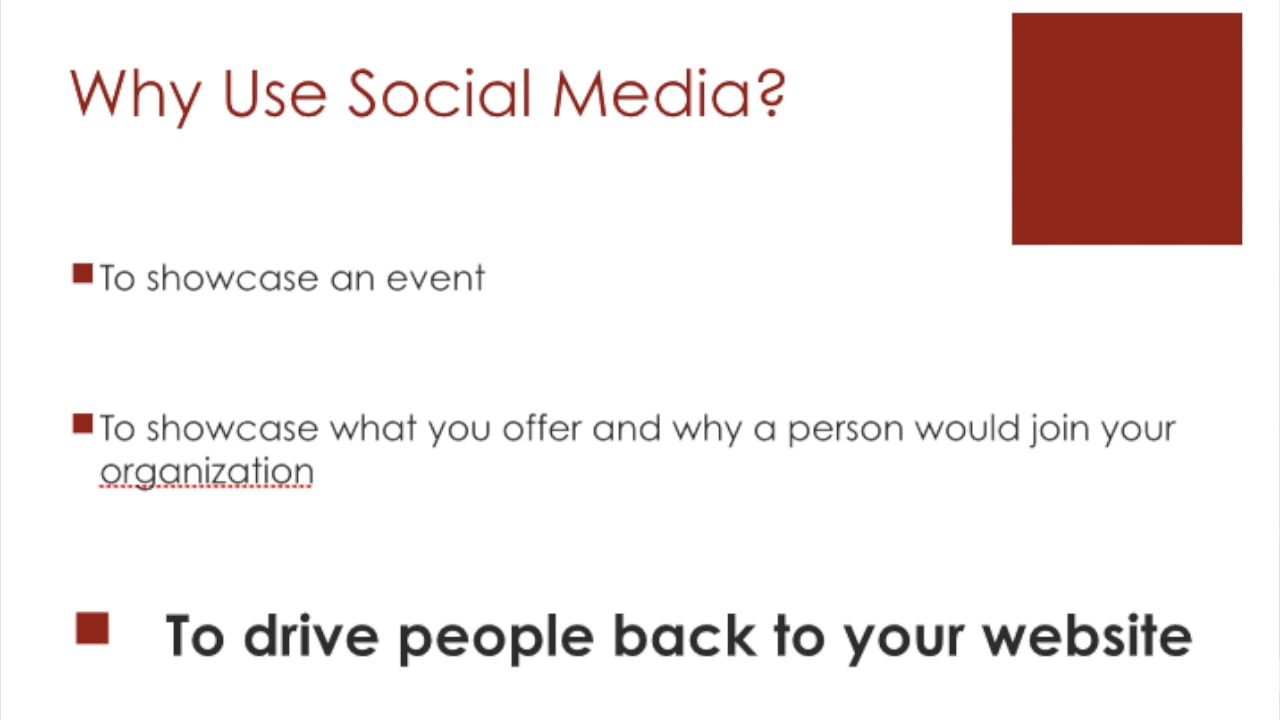 Why Use Social Media?
To showcase an event
To showcase what you offer and why a person would join your
organization
To drive people back to your website